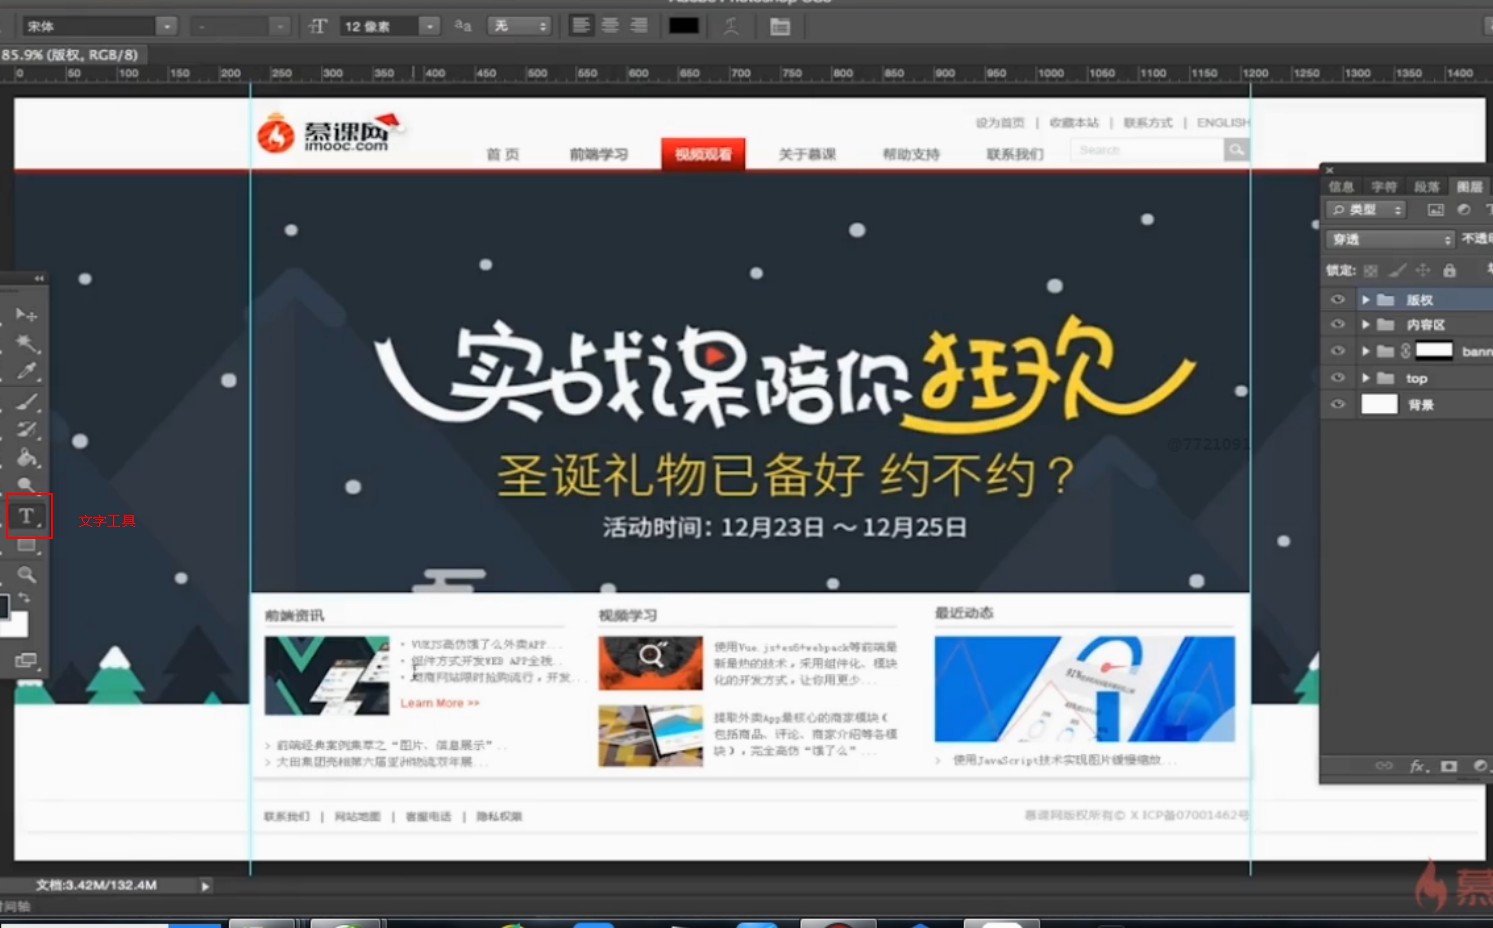 宋体
12 像素
无
85.9% (版权, RGB/8)
0 50 100 150 200 250 300 350 400 450 500 550 600 650 700 750 800 850 900 950 1000 1050 1100 1150 1200 1250 1300 1350 1400
慕课网
imooc.com
设为首页 | 收藏本站 | 联系方式 | ENGLISH
首 页 前端学习 视频观看 关于慕课 帮助支持 联系我们
Search
实战课陪你狂欢
圣诞礼物已备好 约不约？
活动时间：12月23日 ～ 12月25日
文字工具
前端资讯
VUEJS高仿饿了么外卖APP...
组件方式开发WEB APP全栈..
Learn More >>
> 前端经典案例集萃之“图片、信息展示”..
> 大田集团亮相第六届亚洲物流双年展...
视频学习
使用Vue.js+es6+webpack等前端最
新最热的技术，采用组件化、模块
化的开发方式，让你用更少...
提取外卖App最核心的商家模块（
包括商品、评论、商家介绍等各模
块），完全高仿“饿了么”...
最近动态
> 使用JavaScript技术实现图片缓慢缩放...
联系我们 | 网站地图 | 客服电话 | 隐私权限
慕课网版权所有© X ICP备07001462号
信息 字符 段落 图层
类型
穿透
锁定:
版权
内容区
bann
top
背景
fx
文档:3.42M/132.4M
时间轴
慕